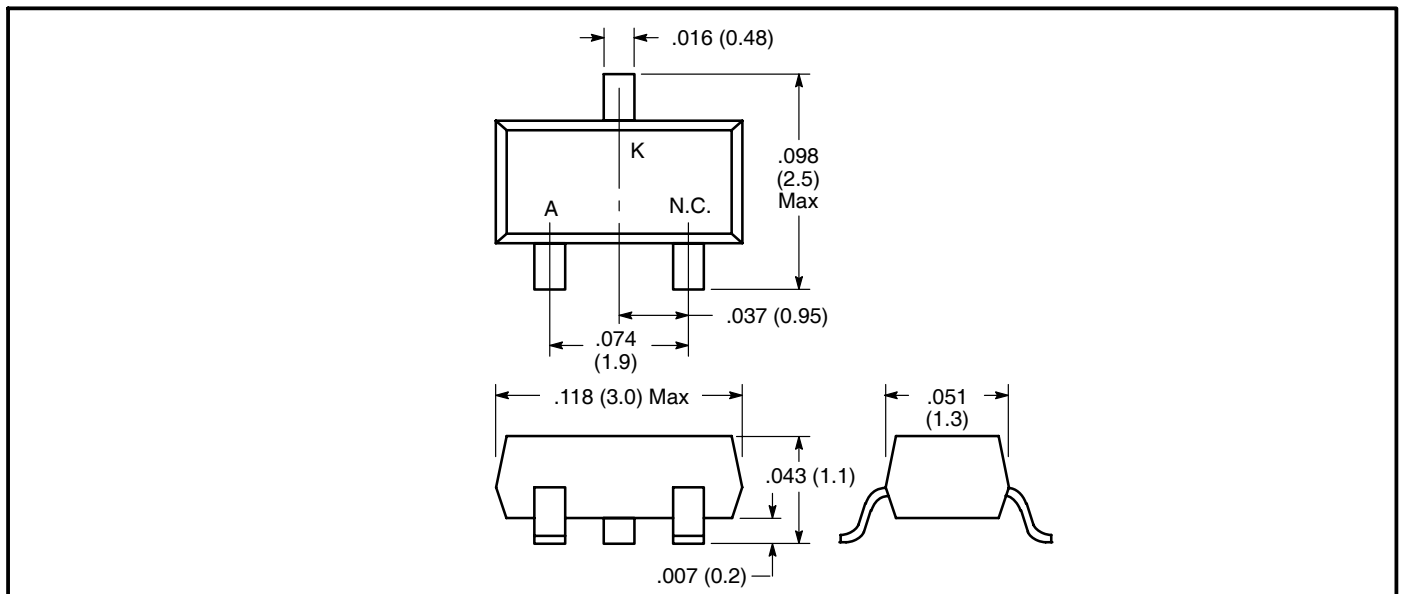 .016 (0.48)
K
.098
(2.5)
Max
A
N.C.
.037 (0.95)
.074
(1.9)
.118 (3.0) Max
.051
(1.3)
.043 (1.1)
.007 (0.2)